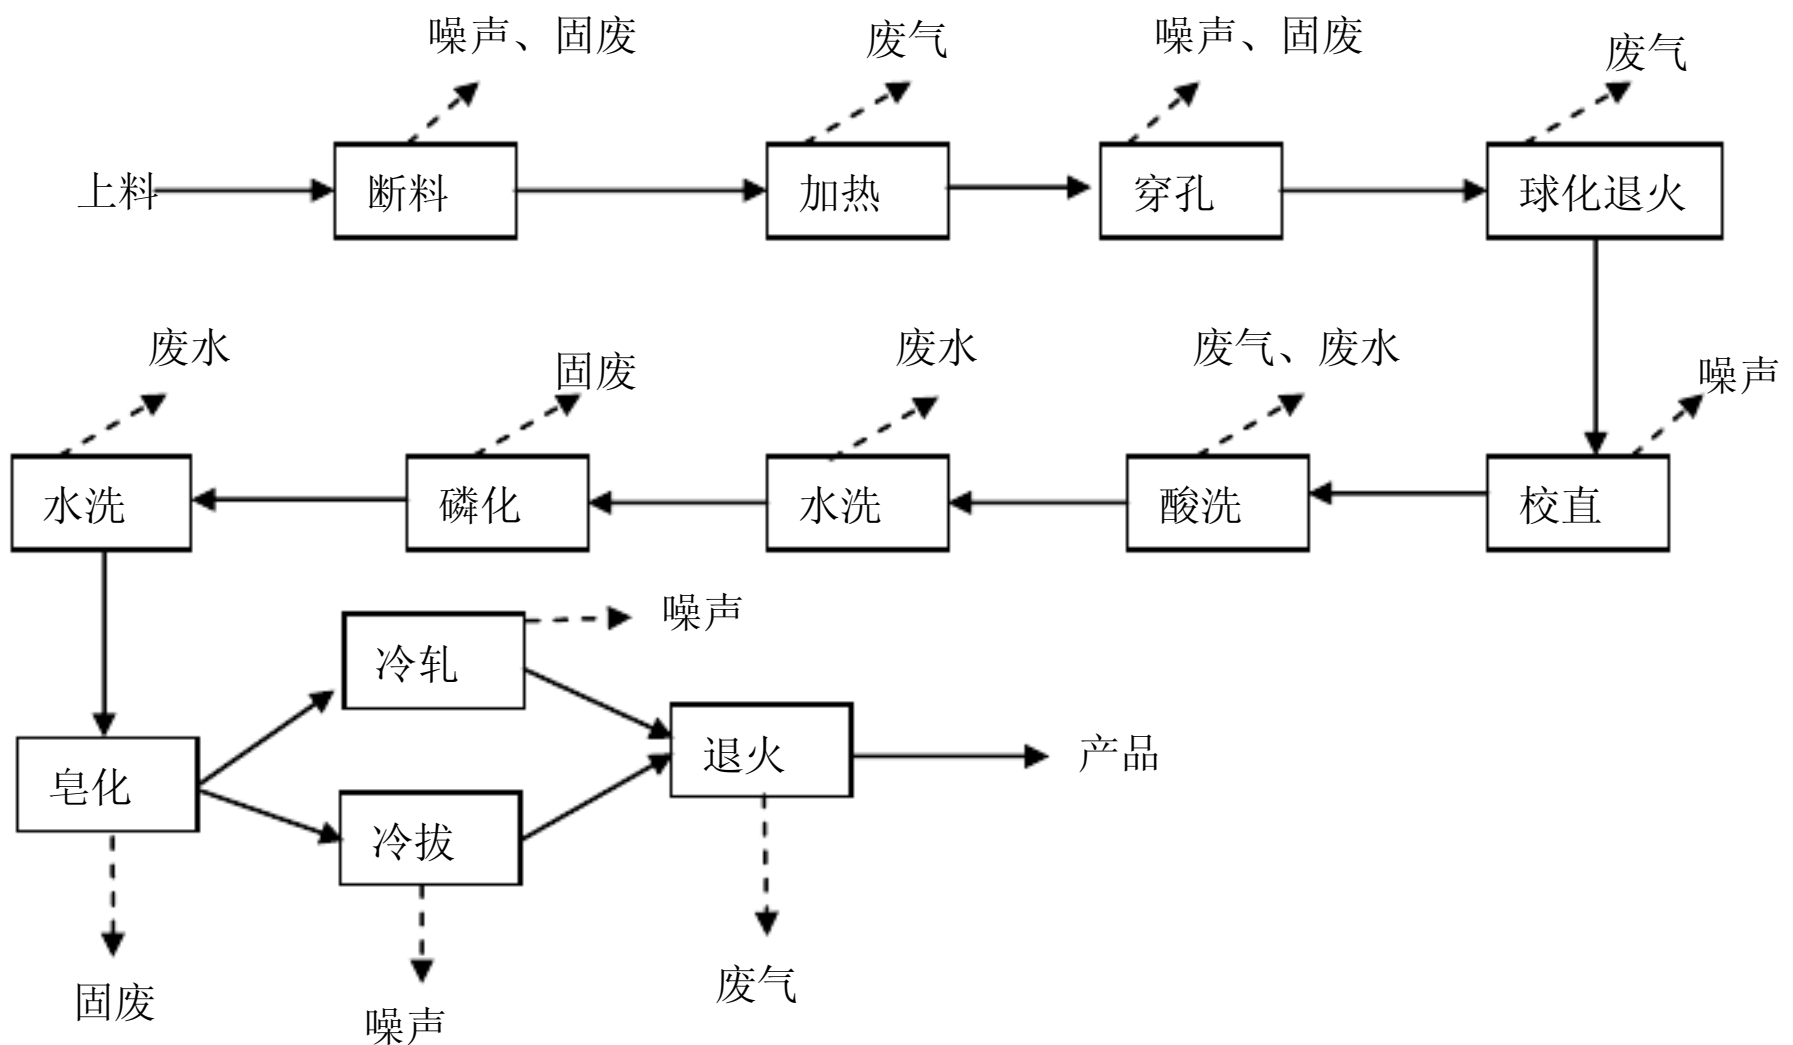 噪声、固废
废气
噪声、固废
废气
上料
断料
加热
穿孔
球化退火
废水
固废
废水
废气、废水
噪声
水洗
磷化
水洗
酸洗
校直
噪声
冷轧
退火
产品
皂化
冷拔
固废
噪声
废气